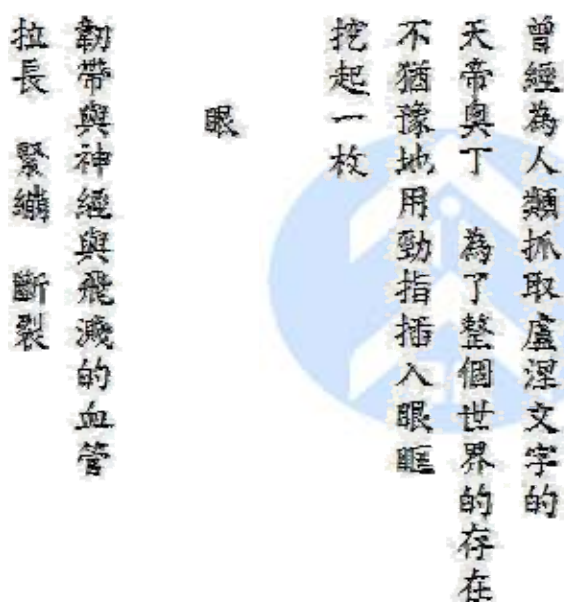 曾經為人類抓取盧涅文字的
天帝奧丁　為了整個世界的存在
不猶豫地用勁指插入眼眶
挖起一枚
眼
韌帶與神經與飛濺的血管
拉長　緊繃　斷裂